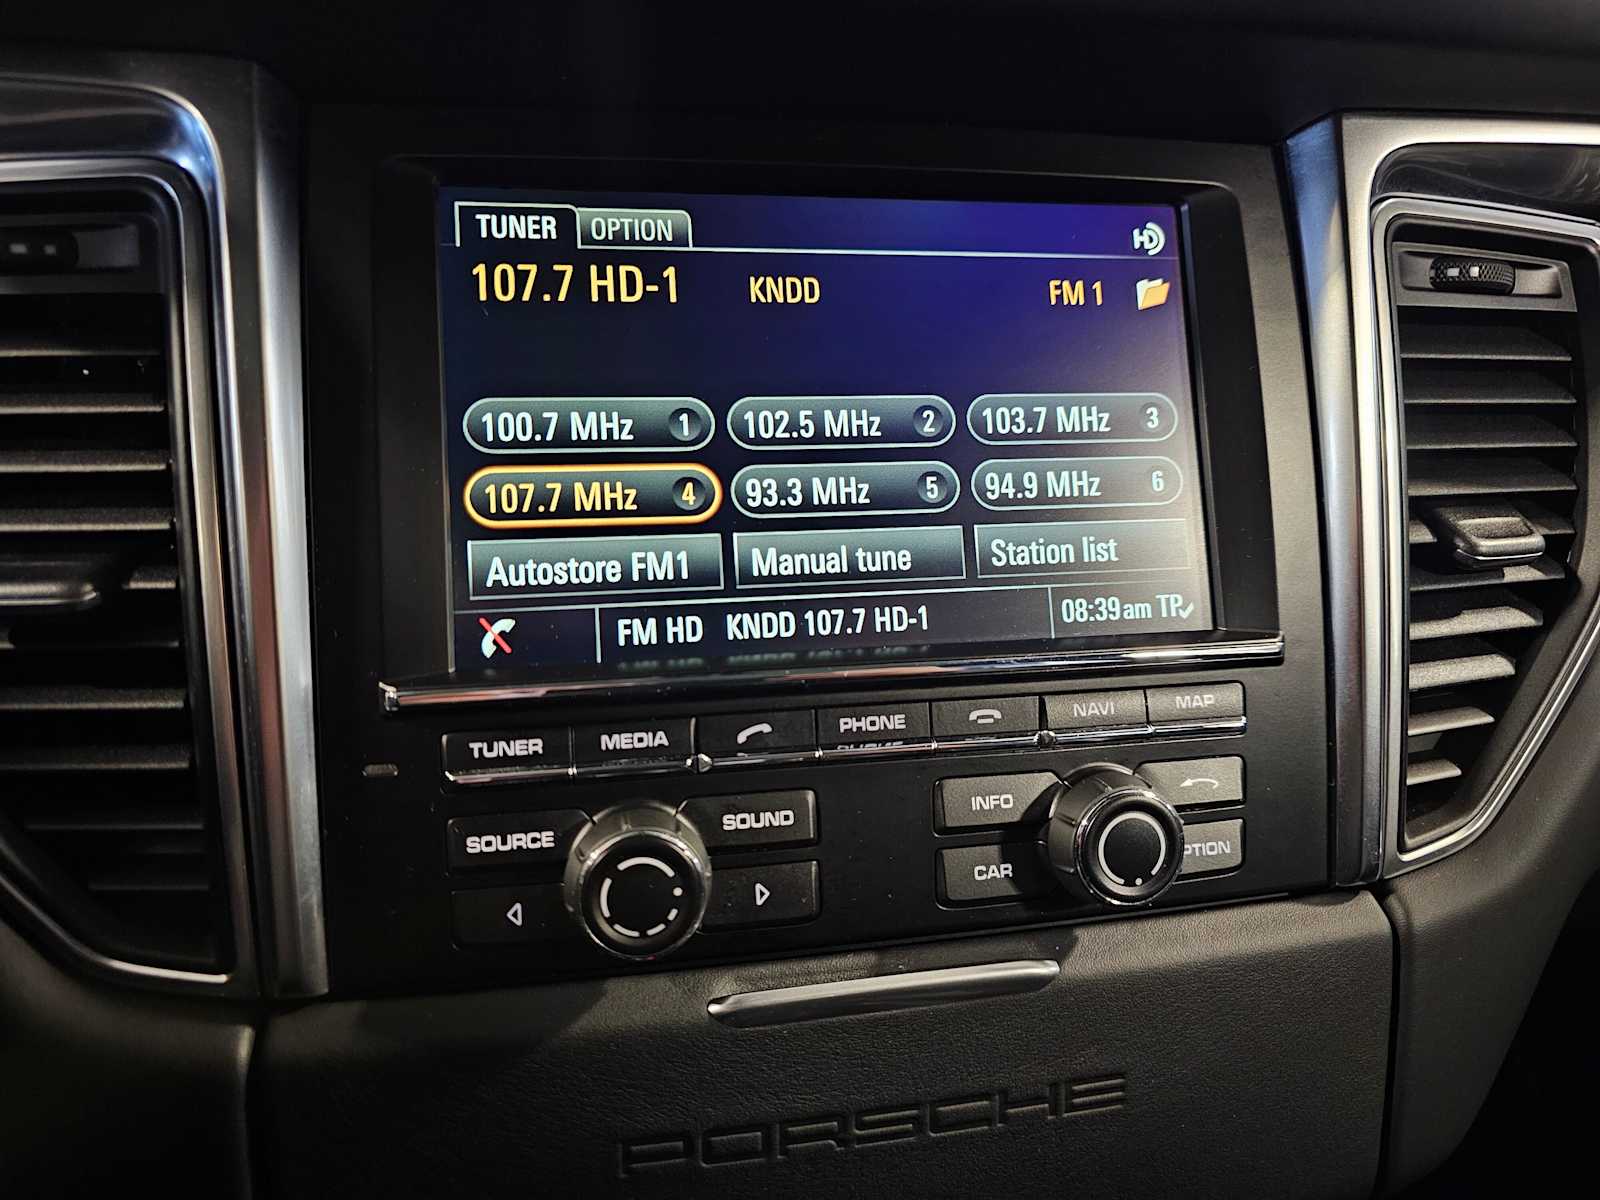 TUNER OPTION HD
107.7 HD-1 KNDD FM 1
100.7 MHz 1 102.5 MHz 2 103.7 MHz 3
107.7 MHz 4 93.3 MHz 5 94.9 MHz 6
Autostore FM1 Manual tune Station list
FM HD KNDD 107.7 HD-1 08:39am TP
TUNER MEDIA PHONE NAVI MAP
SOURCE SOUND INFO
CAR PTION
PORSCHE